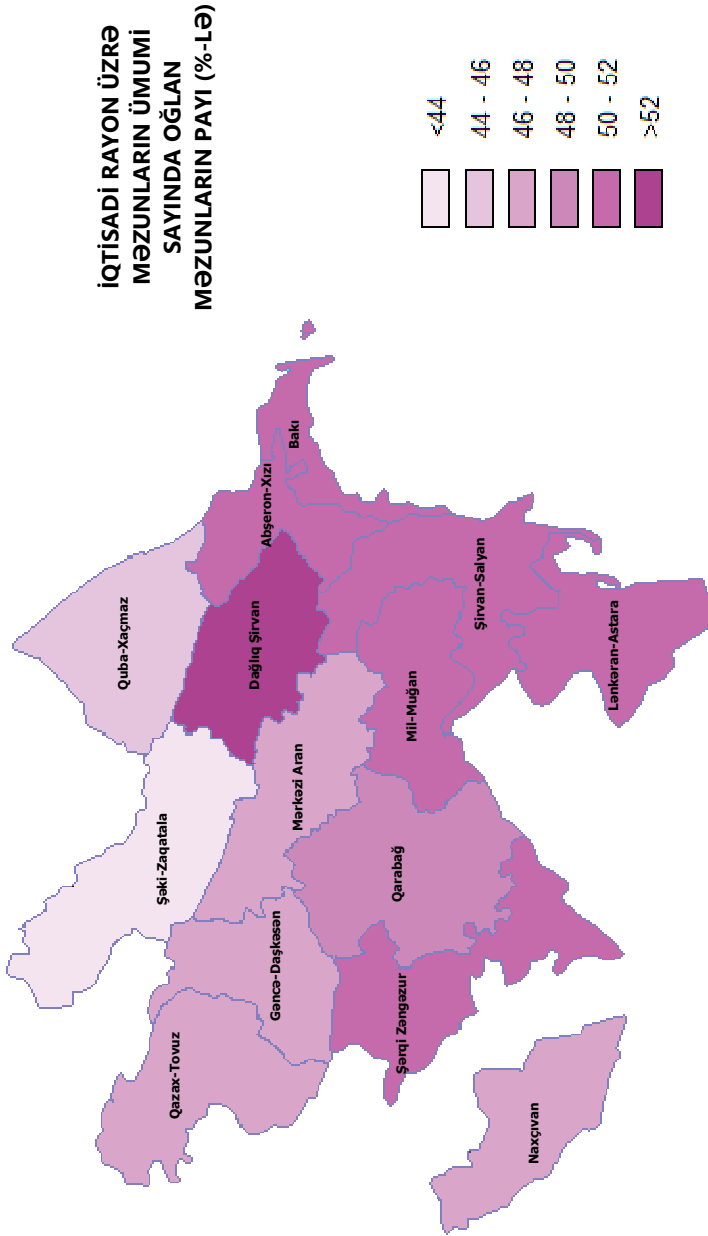 İQTİSADİ RAYON ÜZRƏ
MƏZUNLARIN ÜMUMİ
SAYINDA OĞLAN
MƏZUNLARIN PAYI (%-LƏ)
<44
44 - 46
46 - 48
48 - 50
50 - 52
>52
Quba-Xaçmaz
Şəki-Zaqatala
Qazax-Tovuz
Dağlıq Şirvan
Abşeron-Xızı
Bakı
Mərkəzi Aran
Gəncə-Daşkəsən
Mil-Muğan
Qarabağ
Şərqi Zəngəzur
Şirvan-Salyan
Naxçıvan
Lənkəran-Astara